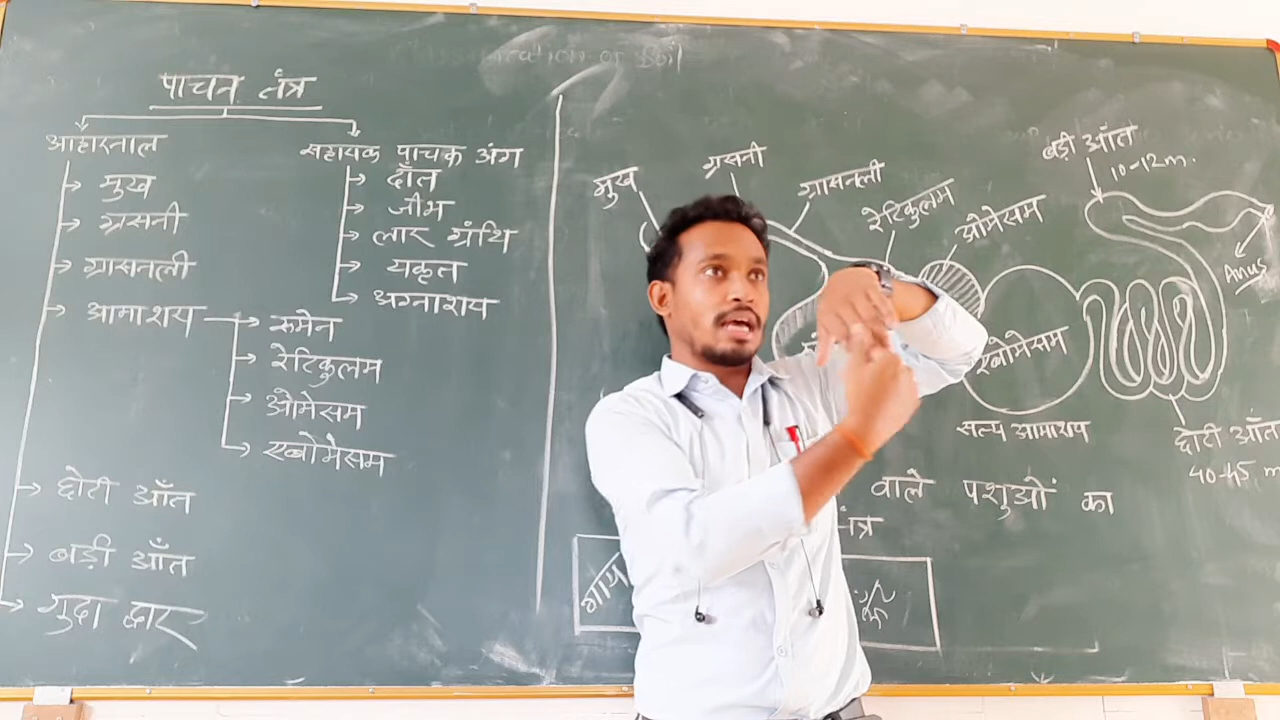 पाचन तंत्र
आहारनाल
→ मुख
→ ग्रसनी
→ ग्रासनली
→ आमाशय
→ रूमेन
→ रेटिकुलम
→ ओमेसम
→ एबोमेसम
→ छोटी आँत
→ बड़ी आँत
→ गुदा द्वार
सहायक पाचक अंग
→ दाँत
→ जीभ
→ लार ग्रंथि
→ यकृत
→ अग्नाशय
मुख
ग्रसनी
ग्रासनली
रेटिकुलम
ओमेसम
बड़ी आँत
10-12m.
Anus
एबोमेसम
सत्य आमाशय
छोटी आँत
40-45 m
वाले पशुओं का
गाय